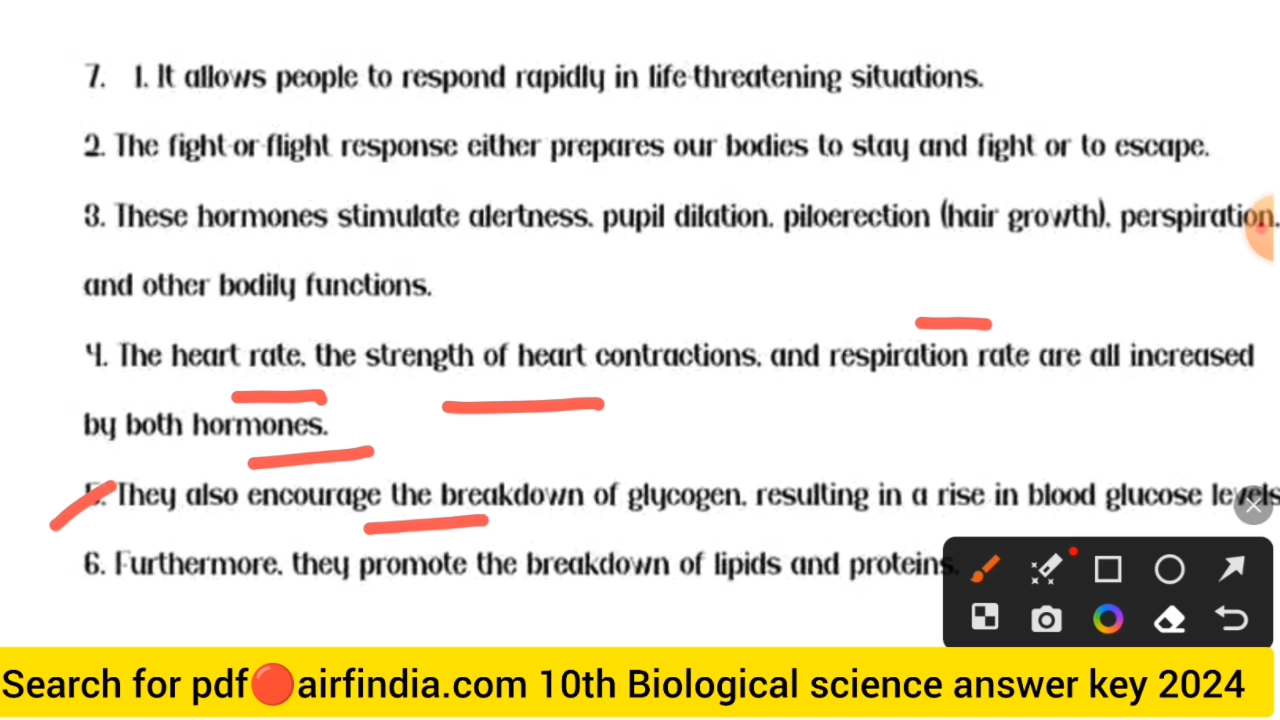 7. 1. It allows people to respond rapidly in life-threatening situations.
2. The fight-or-flight response either prepares our bodies to stay and fight or to escape.
3. These hormones stimulate alertness, pupil dilation, piloerection (hair growth), perspiration,
and other bodily functions.
4. The heart rate, the strength of heart contractions, and respiration rate are all increased
by both hormones.
5. They also encourage the breakdown of glycogen, resulting in a rise in blood glucose levels
6. Furthermore, they promote the breakdown of lipids and proteins.
Search for pdf🔴airfindia.com 10th Biological science answer key 2024